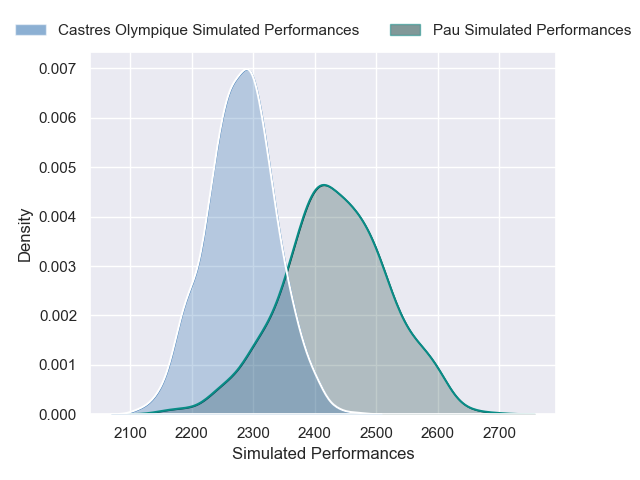 Castres Olympique Simulated Performances Pau Simulated Performances
0.007
0.006
0.005
0.004
0.003
0.002
0.001
0.000
Density
2100 2200 2300 2400 2500 2600 2700
Simulated Performances